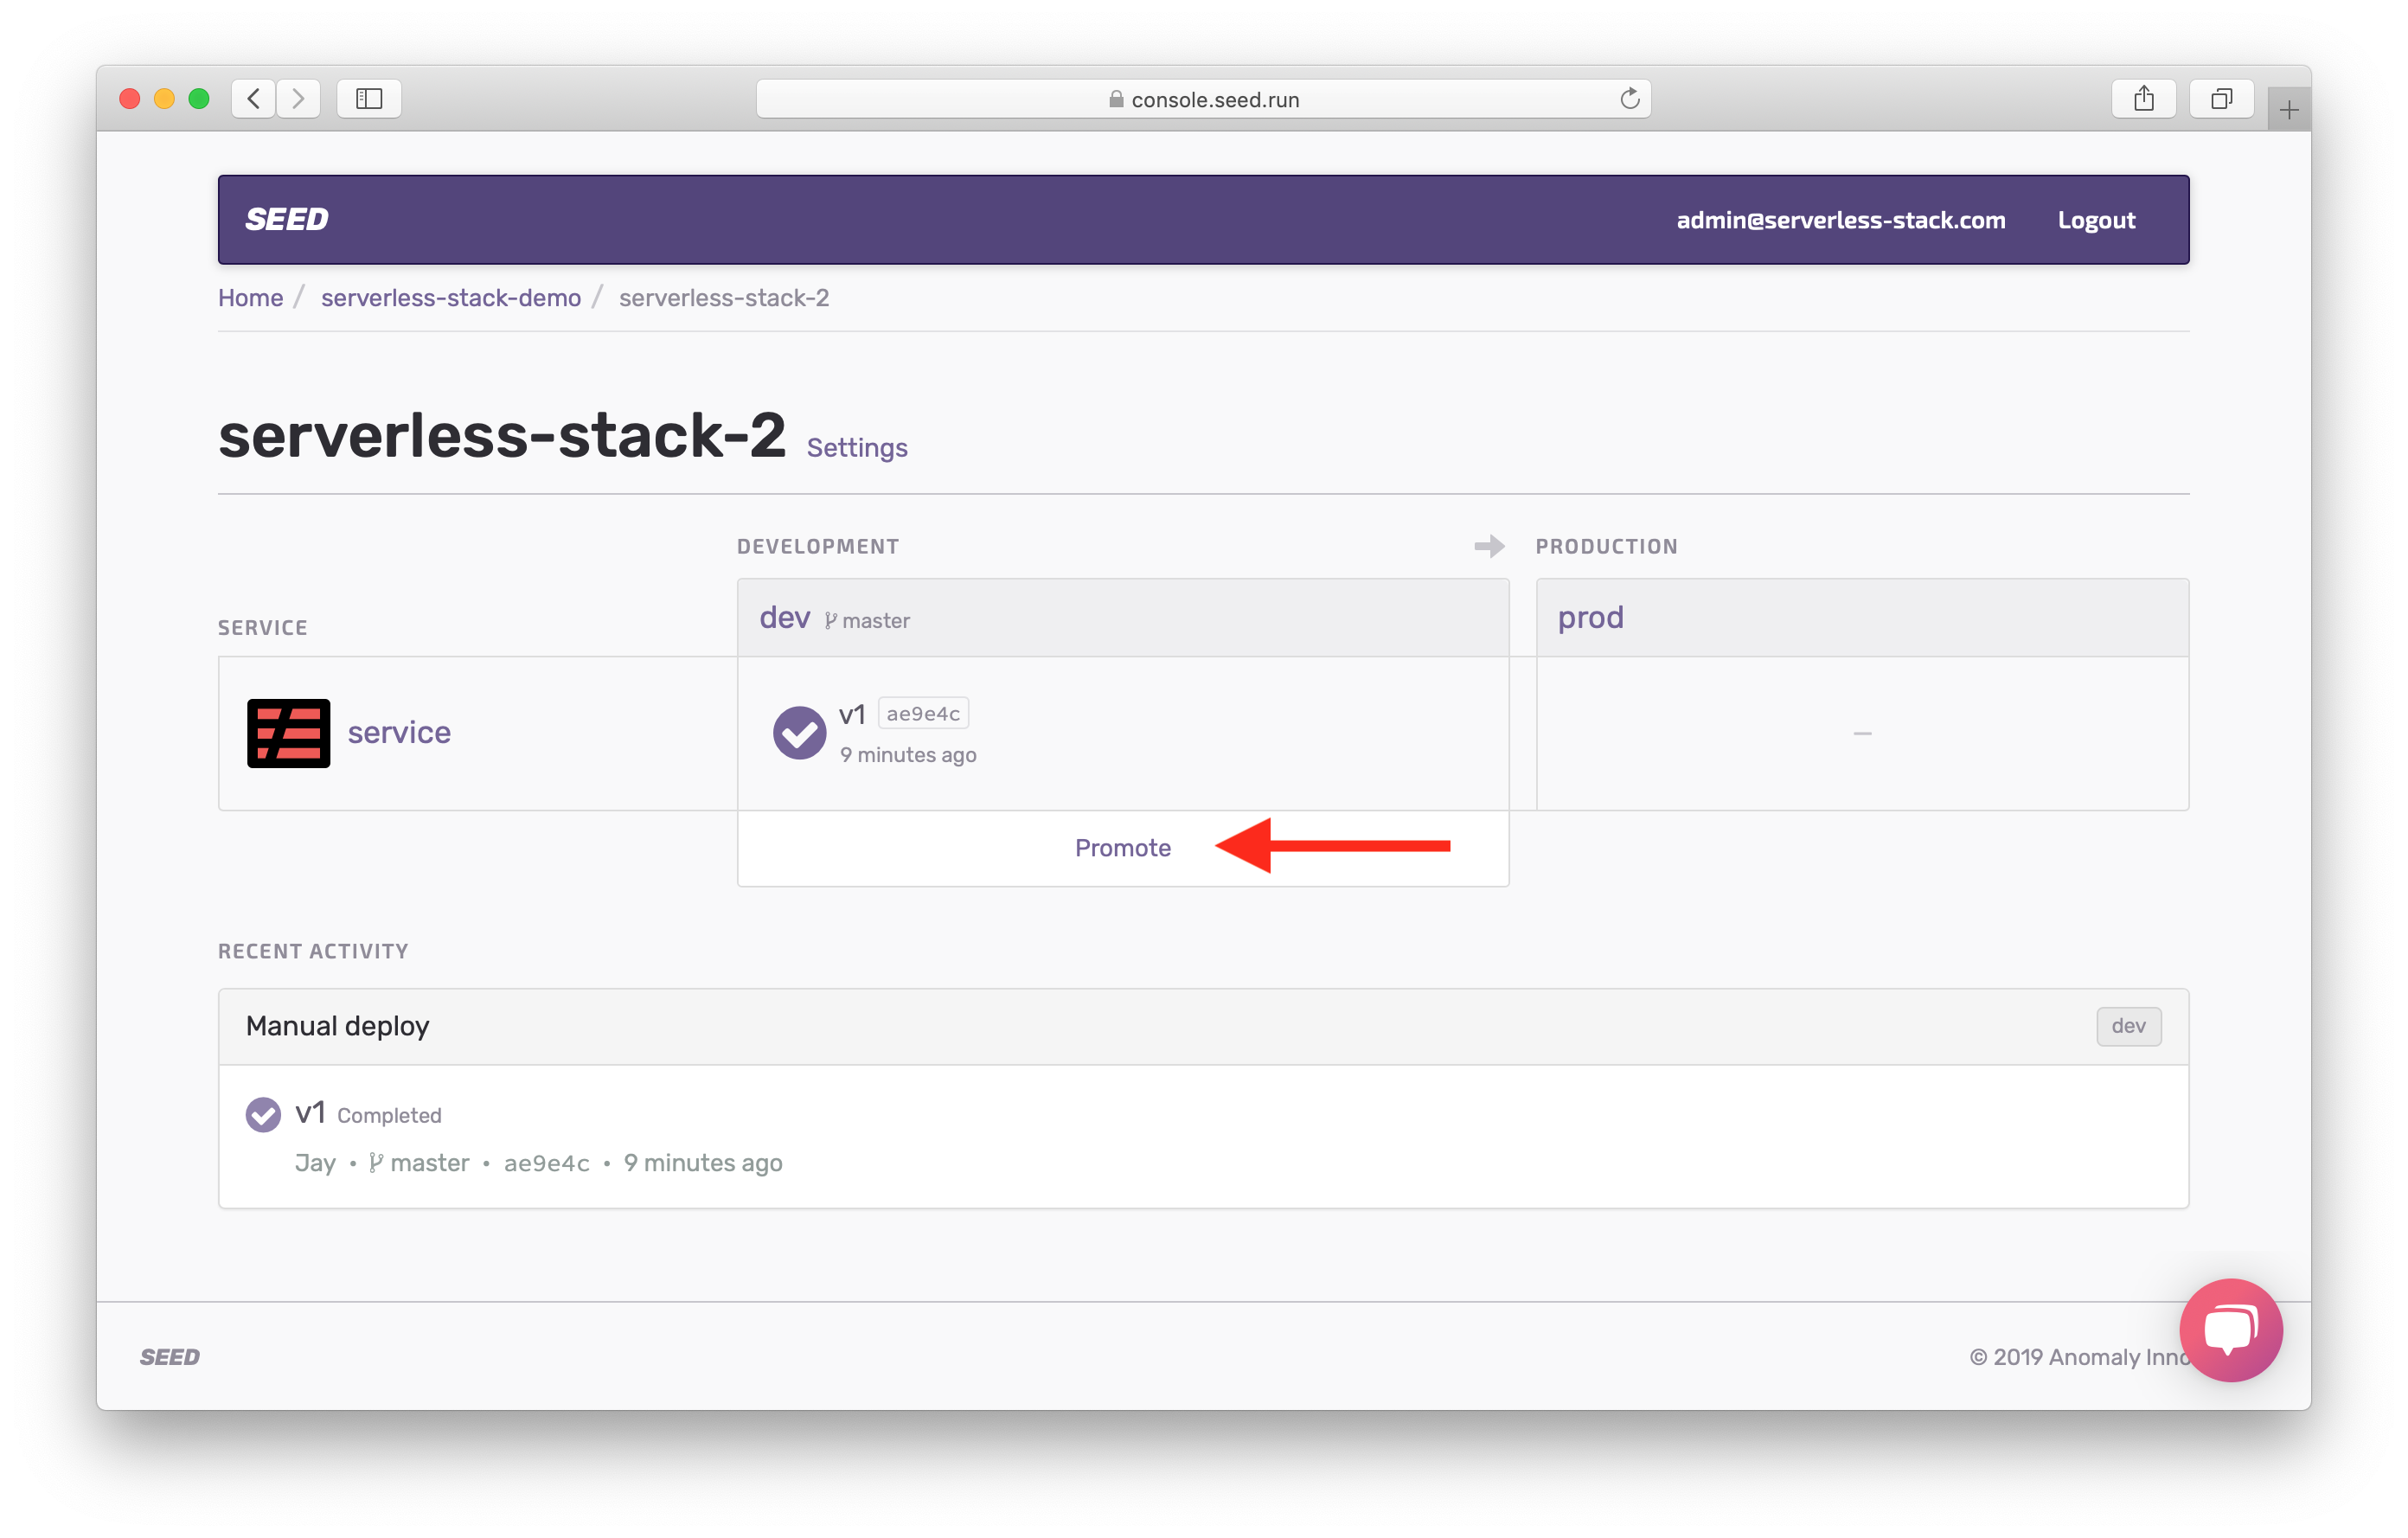 console.seed.run
SEED
admin@serverless-stack.com Logout
Home / serverless-stack-demo / serverless-stack-2
serverless-stack-2 Settings
DEVELOPMENT
PRODUCTION
SERVICE
dev master
prod
service
v1 ae9e4c
9 minutes ago
–
Promote
RECENT ACTIVITY
Manual deploy
dev
v1 Completed
Jay • master • ae9e4c • 9 minutes ago
SEED
© 2019 Anomaly